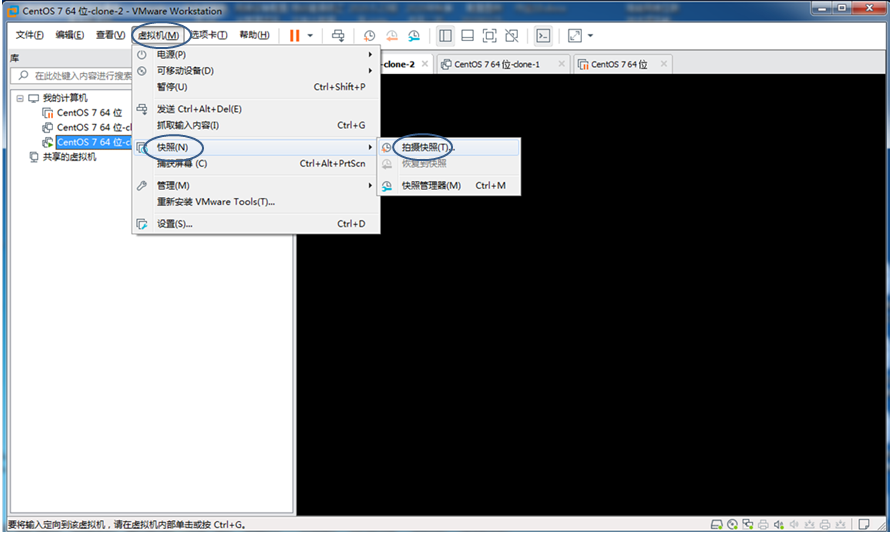 CentOS 7 64 位-clone-2 - VMware Workstation
文件(F) 编辑(E) 查看(V) 虚拟机(M) 选项卡(T) 帮助(H)
库
在此处键入内容进行搜索
我的计算机
CentOS 7 64 位
CentOS 7 64 位-cl
CentOS 7 64 位-cl
共享的虚拟机
-clone-2 CentOS 7 64 位-clone-1 CentOS 7 64 位
电源(P)
可移动设备(D)
暂停(U) Ctrl+Shift+P
发送 Ctrl+Alt+Del(E)
抓取输入内容(I) Ctrl+G
快照(N)
捕获屏幕 (C) Ctrl+Alt+PrtScn
管理(M)
重新安装 VMware Tools(T)...
设置(S)... Ctrl+D
拍摄快照(T)...
恢复到快照
快照管理器(M) Ctrl+M
要将输入定向到该虚拟机，请在虚拟机内部单击或按 Ctrl+G。